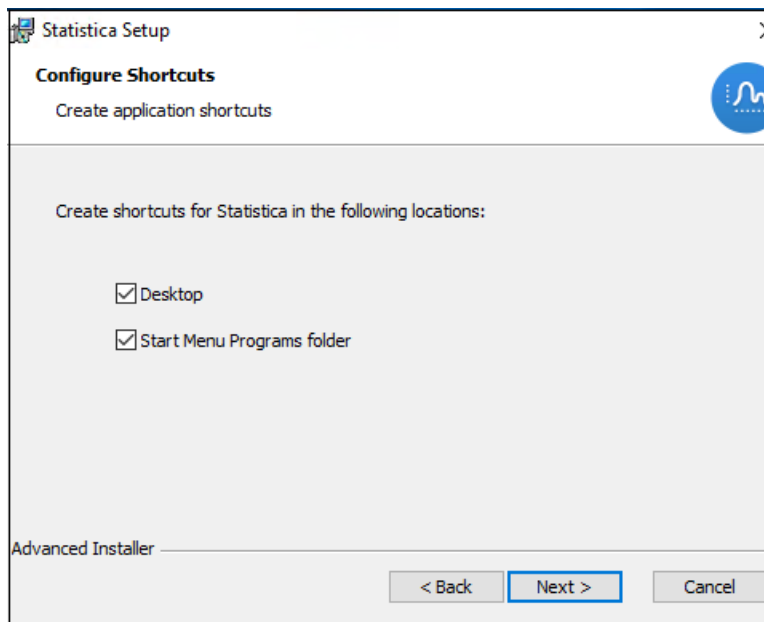 Statistica Setup
Configure Shortcuts
Create application shortcuts
Create shortcuts for Statistica in the following locations:
Desktop
Start Menu Programs folder
Advanced Installer
< Back Next > Cancel